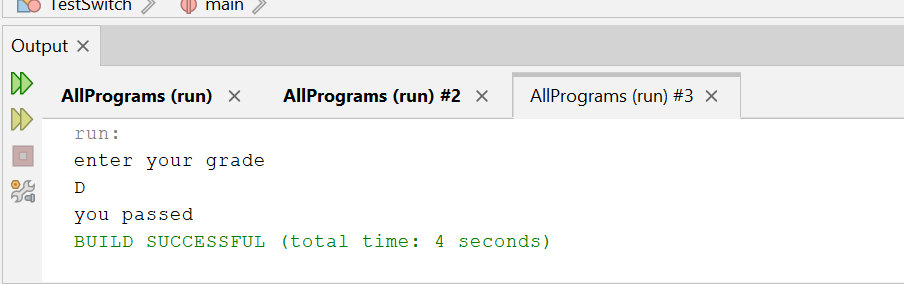 TestSwitch main
Output
AllPrograms (run) AllPrograms (run) #2 AllPrograms (run) #3
run:
enter your grade
D
you passed
BUILD SUCCESSFUL (total time: 4 seconds)